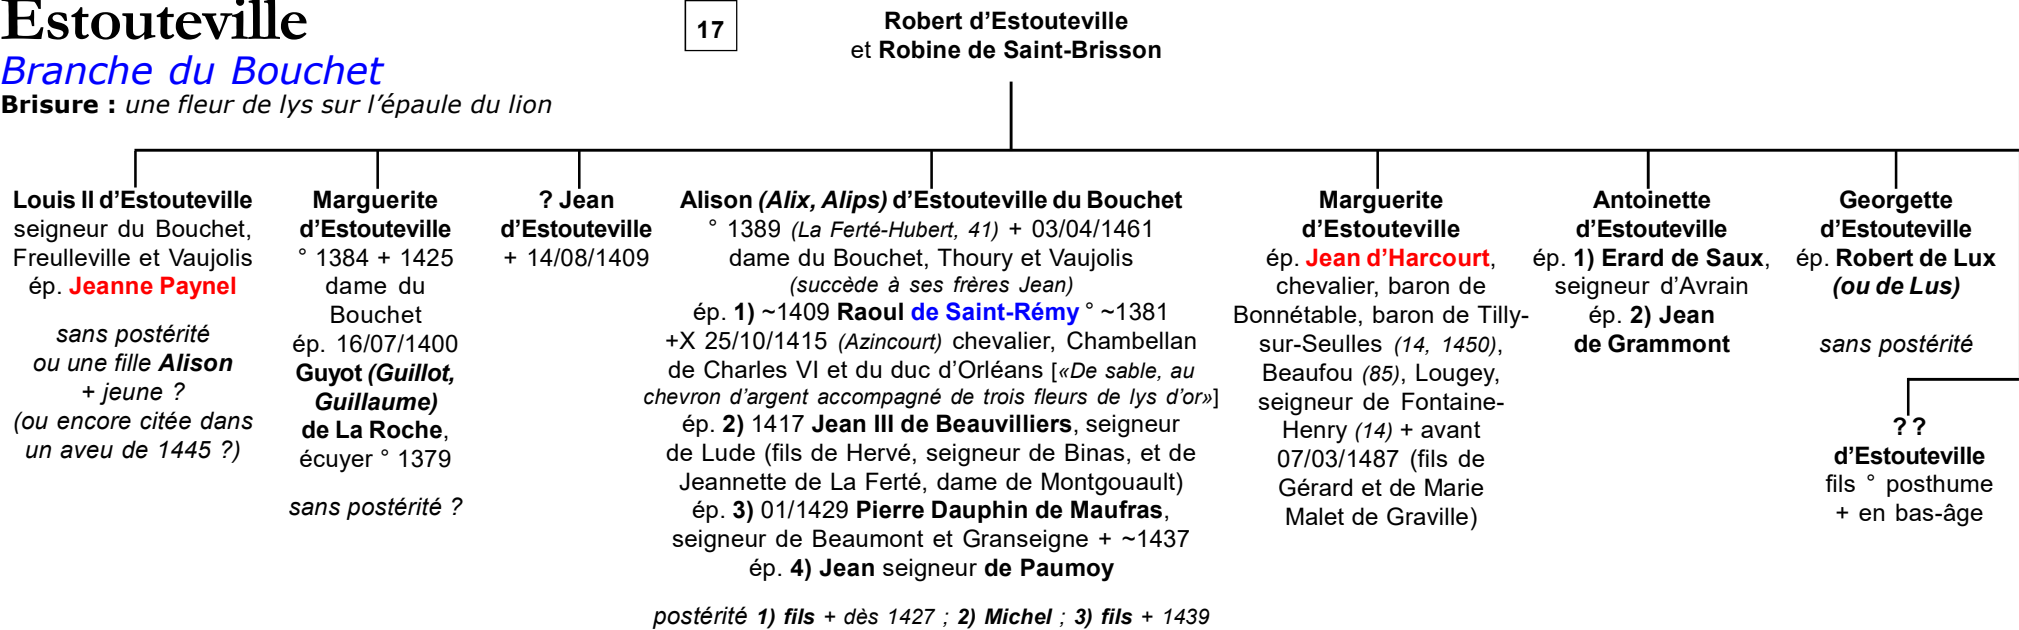 Estouteville
Branche du Bouchet
Brisure : une fleur de lys sur l’épaule du lion
17
Robert d’Estouteville
et Robine de Saint-Brisson
Louis II d’Estouteville
seigneur du Bouchet,
Freulleville et Vaujolis
ép. Jeanne Paynel
sans postérité
ou une fille Alison
+ jeune ?
(ou encore citée dans
un aveu de 1445 ?)
Marguerite
d’Estouteville
° 1384 + 1425
dame du
Bouchet
ép. 16/07/1400
Guyot (Guillot,
Guillaume)
de La Roche,
écuyer ° 1379
sans postérité ?
? Jean
d’Estouteville
+ 14/08/1409
Alison (Alix, Alips) d’Estouteville du Bouchet
° 1389 (La Ferté-Hubert, 41) + 03/04/1461
dame du Bouchet, Thoury et Vaujolis
(succède à ses frères Jean)
ép. 1) ~1409 Raoul de Saint-Rémy ° ~1381
+X 25/10/1415 (Azincourt) chevalier, Chambellan
de Charles VI et du duc d’Orléans [«De sable, au
chevron d’argent accompagné de trois fleurs de lys d’or»]
ép. 2) 1417 Jean III de Beauvilliers, seigneur
de Lude (fils de Hervé, seigneur de Binas, et de
Jeannette de La Ferté, dame de Montgouault)
ép. 3) 01/1429 Pierre Dauphin de Maufras,
seigneur de Beaumont et Granseigne + ~1437
ép. 4) Jean seigneur de Paumoy
postérité 1) fils + dès 1427 ; 2) Michel ; 3) fils + 1439
Marguerite
d’Estouteville
ép. Jean d’Harcourt,
chevalier, baron de
Bonnétable, baron de Tilly-
sur-Seulles (14, 1450),
Beaufou (85), Lougey,
seigneur de Fontaine-
Henry (14) + avant
07/03/1487 (fils de
Gérard et de Marie
Malet de Graville)
Antoinette
d’Estouteville
ép. 1) Erard de Saux,
seigneur d’Avrain
ép. 2) Jean
de Grammont
Georgette
d’Estouteville
ép. Robert de Lux
(ou de Lus)
sans postérité
? ?
d’Estouteville
fils ° posthume
+ en bas-âge